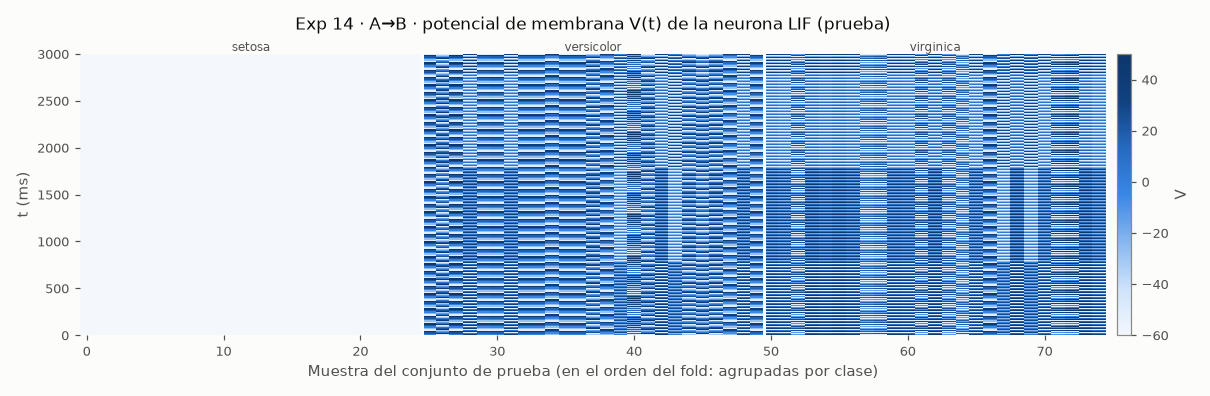 Exp 14 · A→B · potencial de membrana V(t) de la neurona LIF (prueba)
setosa versicolor virginica
3000
2500
2000
1500
1000
500
0
t (ms)
0 10 20 30 40 50 60 70
Muestra del conjunto de prueba (en el orden del fold: agrupadas por clase)
40
20
0
−20
−40
−60
V